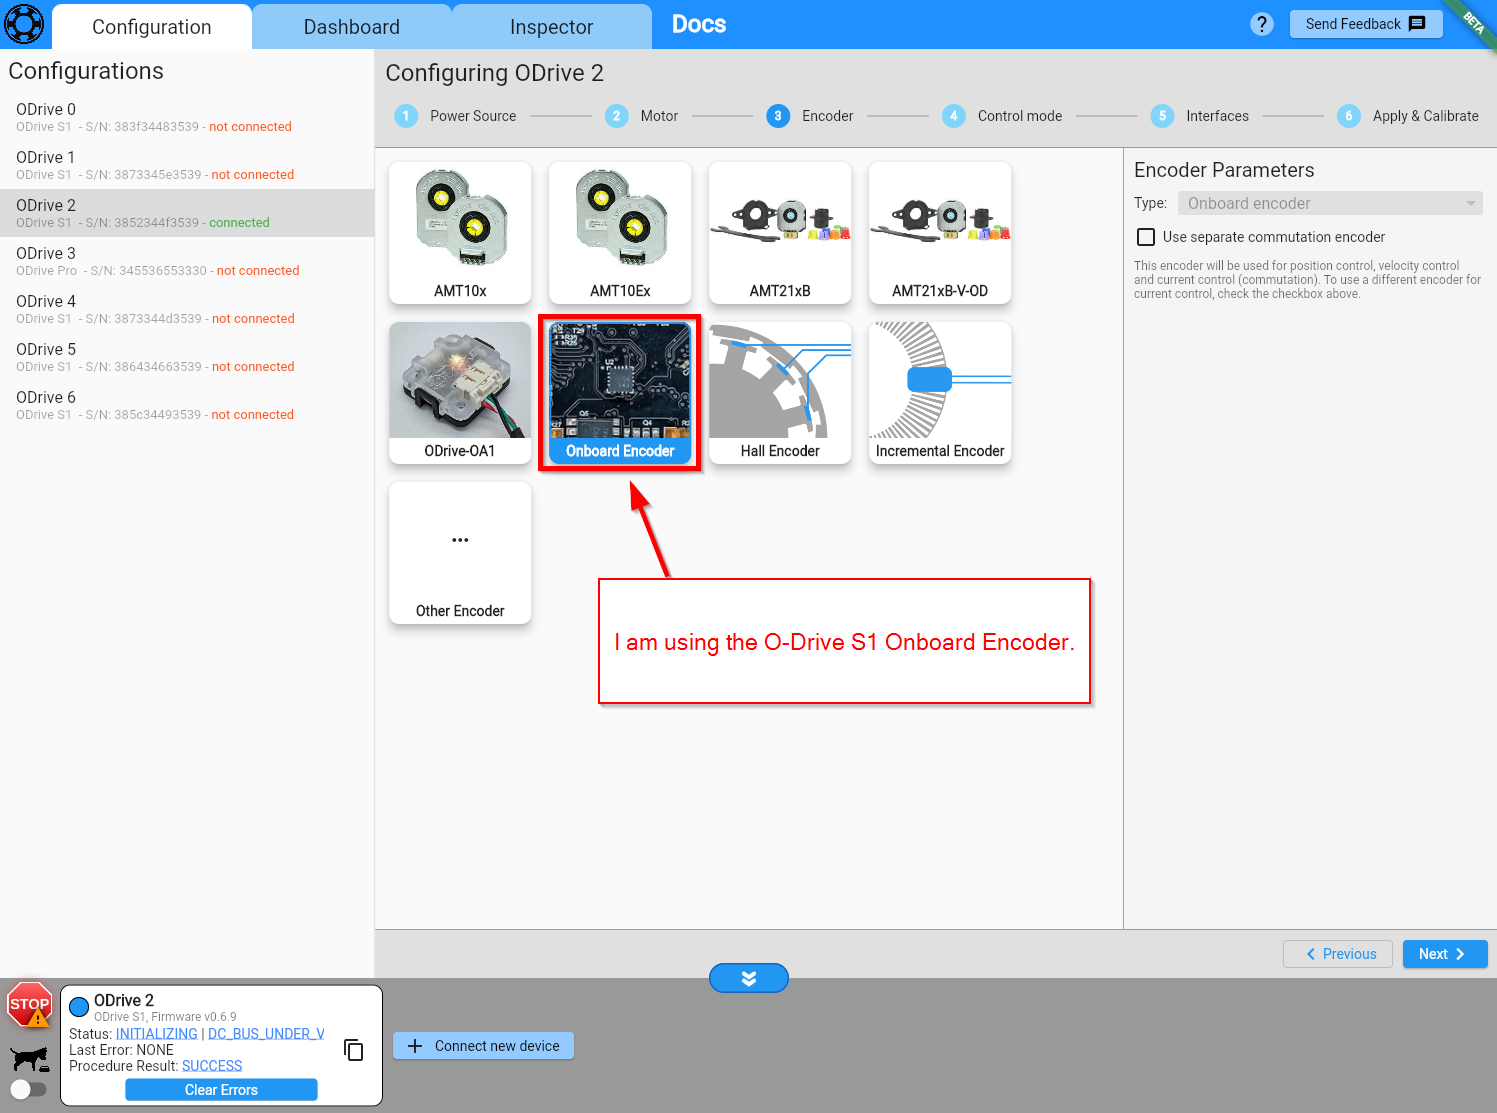 Configuration
Dashboard
Inspector
Docs
?
Send Feedback
BETA
Configurations
ODrive 0
ODrive S1 - S/N: 383f34483539 - not connected
ODrive 1
ODrive S1 - S/N: 3873345e3539 - not connected
ODrive 2
ODrive S1 - S/N: 3852344f3539 - connected
ODrive 3
ODrive Pro - S/N: 345536553330 - not connected
ODrive 4
ODrive S1 - S/N: 3873344d3539 - not connected
ODrive 5
ODrive S1 - S/N: 386434663539 - not connected
ODrive 6
ODrive S1 - S/N: 385c34493539 - not connected
Configuring ODrive 2
1 Power Source
2 Motor
3 Encoder
4 Control mode
5 Interfaces
6 Apply & Calibrate
AMT10x
AMT10Ex
AMT21xB
AMT21xB-V-OD
ODrive-OA1
U2
Q5
Q4
Onboard Encoder
Hall Encoder
Incremental Encoder
...
Other Encoder
I am using the O-Drive S1 Onboard Encoder.
Encoder Parameters
Type: Onboard encoder
Use separate commutation encoder
This encoder will be used for position control, velocity control
and current control (commutation). To use a different encoder for
current control, check the checkbox above.
Previous
Next
STOP
ODrive 2
ODrive S1, Firmware v0.6.9
Status: INITIALIZING | DC_BUS_UNDER_V
Last Error: NONE
Procedure Result: SUCCESS
Clear Errors
Connect new device